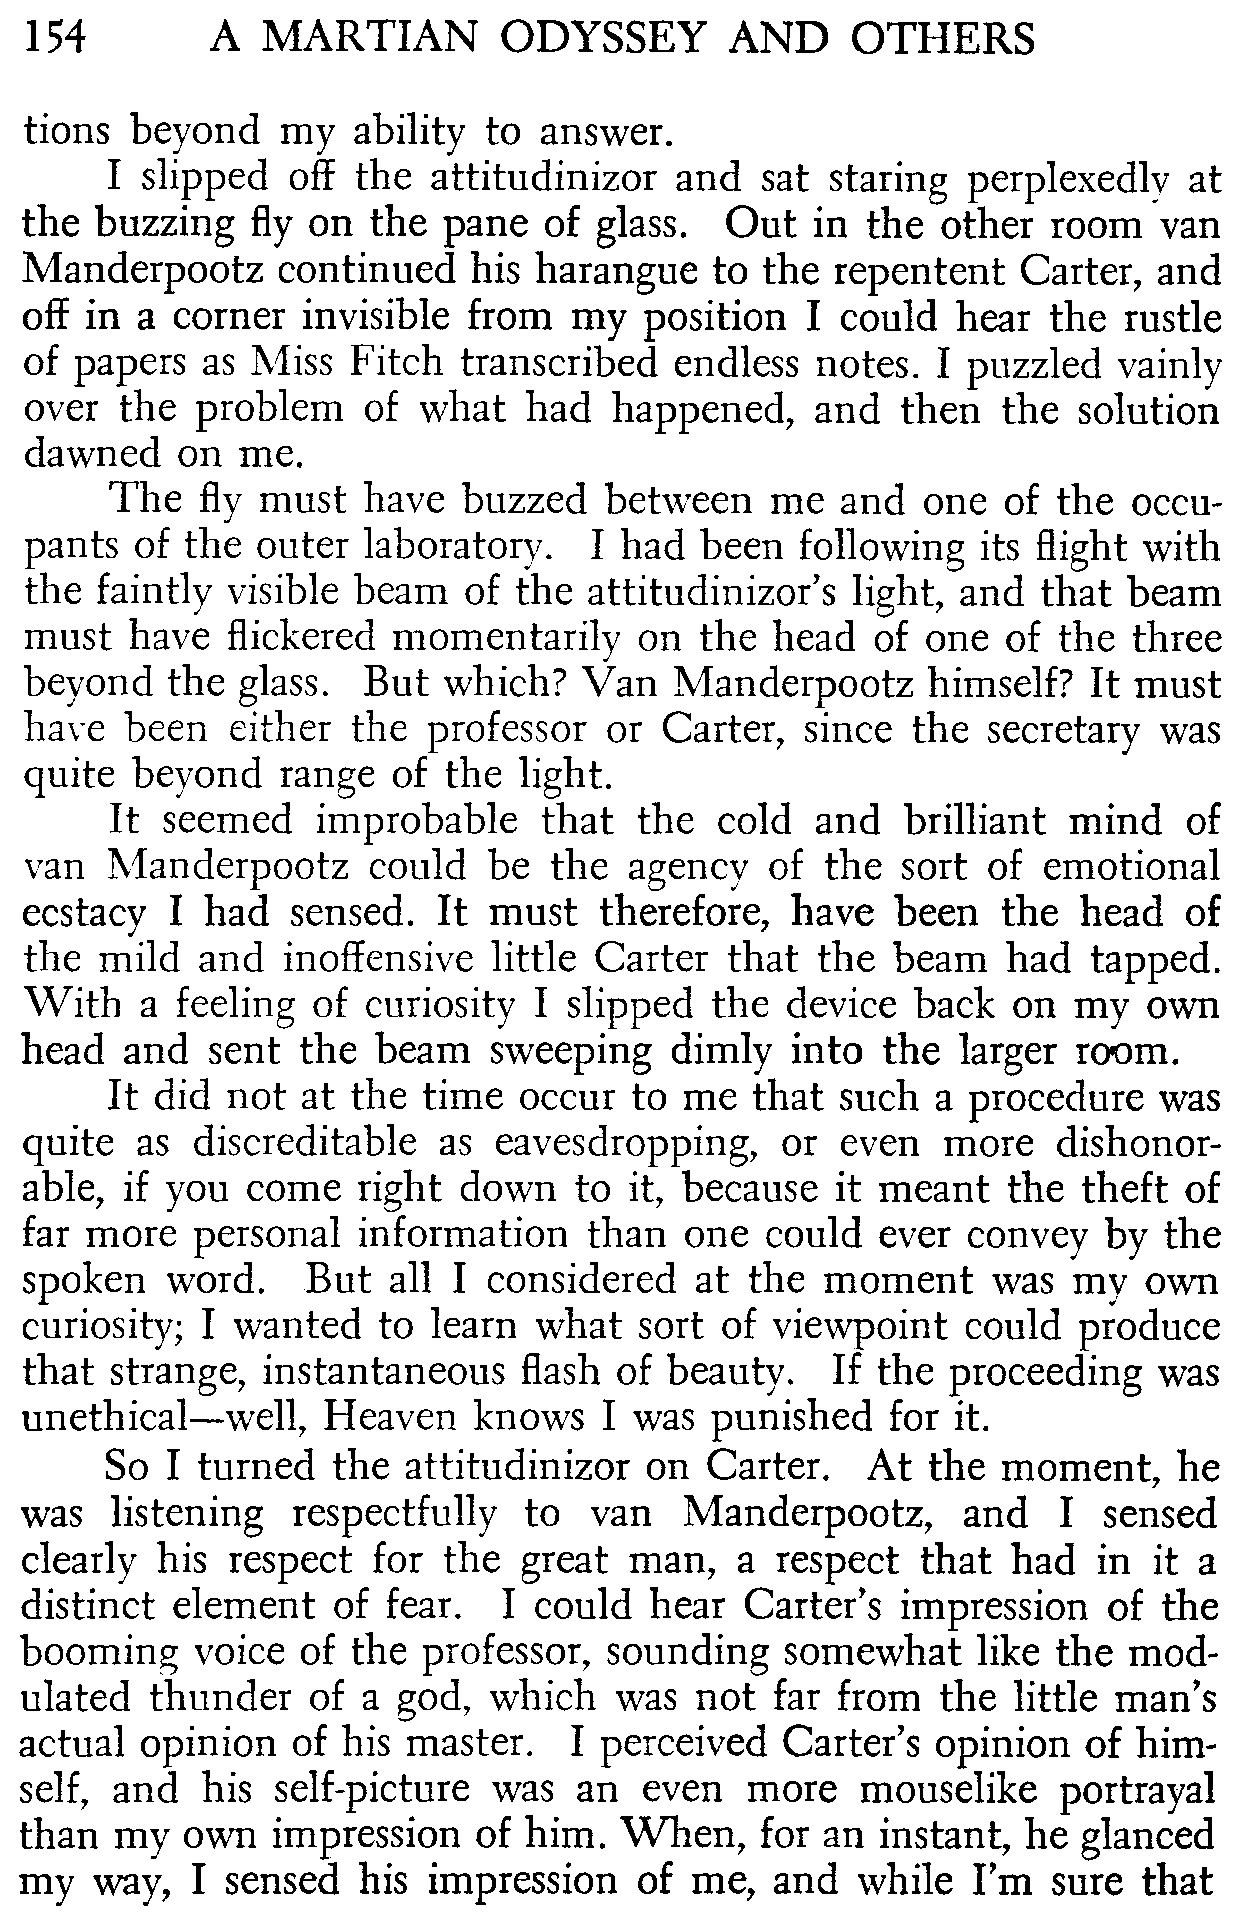 154 A MARTIAN ODYSSEY AND OTHERS
tions beyond my ability to answer.
I slipped off the attitudinizor and sat staring perplexedly at
the buzzing fly on the pane of glass. Out in the other room van
Manderpootz continued his harangue to the repentent Carter, and
off in a corner invisible from my position I could hear the rustle
of papers as Miss Fitch transcribed endless notes. I puzzled vainly
over the problem of what had happened, and then the solution
dawned on me.
The fly must have buzzed between me and one of the occu-
pants of the outer laboratory. I had been following its flight with
the faintly visible beam of the attitudinizor's light, and that beam
must have flickered momentarily on the head of one of the three
beyond the glass. But which? Van Manderpootz himself? It must
have been either the professor or Carter, since the secretary was
quite beyond range of the light.
It seemed improbable that the cold and brilliant mind of
van Manderpootz could be the agency of the sort of emotional
ecstacy I had sensed. It must therefore, have been the head of
the mild and inoffensive little Carter that the beam had tapped.
With a feeling of curiosity I slipped the device back on my own
head and sent the beam sweeping dimly into the larger room.
It did not at the time occur to me that such a procedure was
quite as discreditable as eavesdropping, or even more dishonor-
able, if you come right down to it, because it meant the theft of
far more personal information than one could ever convey by the
spoken word. But all I considered at the moment was my own
curiosity; I wanted to learn what sort of viewpoint could produce
that strange, instantaneous flash of beauty. If the proceeding was
unethical—well, Heaven knows I was punished for it.
So I turned the attitudinizor on Carter. At the moment, he
was listening respectfully to van Manderpootz, and I sensed
clearly his respect for the great man, a respect that had in it a
distinct element of fear. I could hear Carter's impression of the
booming voice of the professor, sounding somewhat like the mod-
ulated thunder of a god, which was not far from the little man's
actual opinion of his master. I perceived Carter's opinion of him-
self, and his self-picture was an even more mouselike portrayal
than my own impression of him. When, for an instant, he glanced
my way, I sensed his impression of me, and while I'm sure that